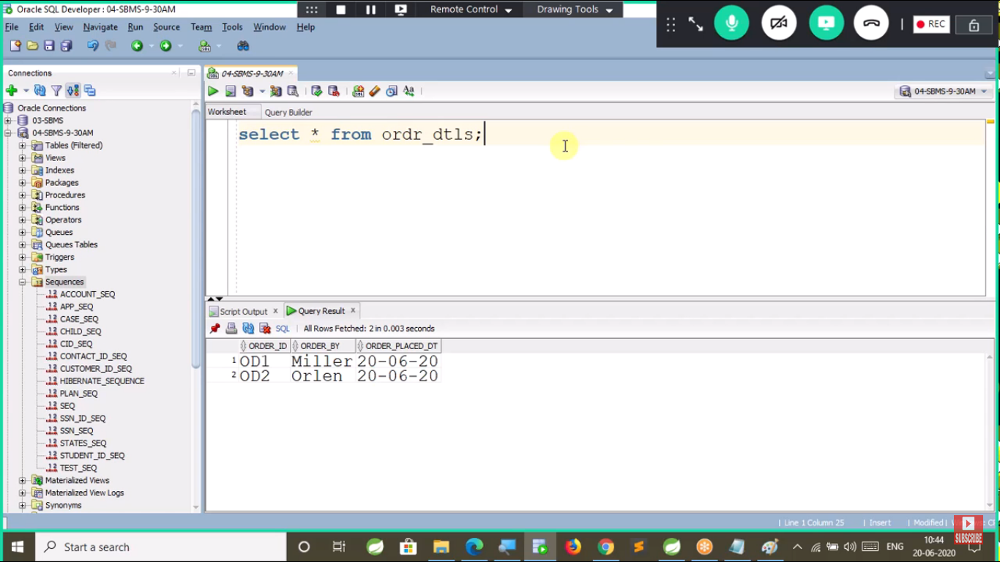 Oracle SQL Developer : 04-SBMS-9-30AM
Remote Control
Drawing Tools
REC
File Edit View Navigate Run Source Team Tools Window Help
Connections
04-SBMS-9-30AM
04-SBMS-9-30AM
Worksheet Query Builder
Oracle Connections
03-SBMS
04-SBMS-9-30AM
Tables (Filtered)
Views
Indexes
Packages
Procedures
Functions
Operators
Queues
Queues Tables
Triggers
Types
Sequences
ACCOUNT_SEQ
APP_SEQ
CASE_SEQ
CHILD_SEQ
CID_SEQ
CONTACT_ID_SEQ
CUSTOMER_ID_SEQ
HIBERNATE_SEQUENCE
PLAN_SEQ
SEQ
SSN_ID_SEQ
SSN_SEQ
STATES_SEQ
STUDENT_ID_SEQ
TEST_SEQ
Materialized Views
Materialized View Logs
Synonyms
select * from ordr_dtls;
Script Output Query Result
SQL All Rows Fetched: 2 in 0.003 seconds
ORDER_ID ORDER_BY ORDER_PLACED_DT
1 OD1 Miller 20-06-20
2 OD2 Orlen 20-06-20
Line 1 Column 25 Insert Modified
SUBSCRIBE
Start a search
ENG
10:44
20-06-2020